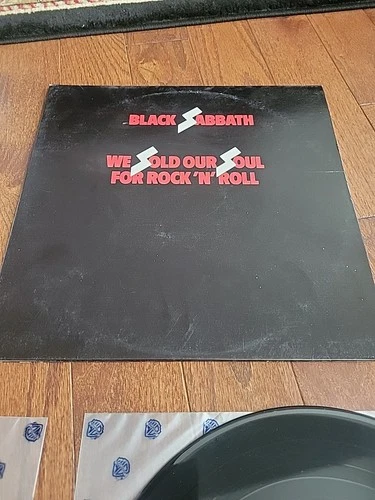 BLACK SABBATH
WE SOLD OUR SOUL
FOR ROCK 'N' ROLL